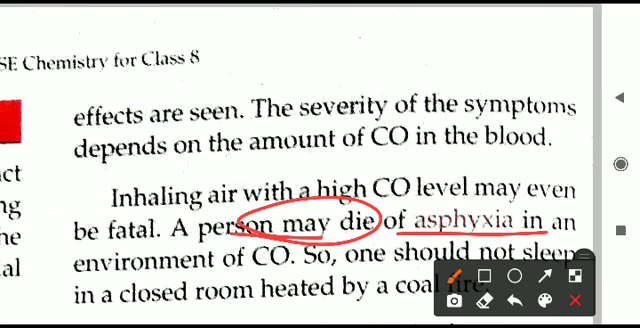 SE Chemistry for Class 8
effects are seen. The severity of the symptoms
depends on the amount of CO in the blood.
Inhaling air with a high CO level may even
be fatal. A person may die of asphyxia in an
environment of CO. So, one should not sleep
in a closed room heated by a coal fire.